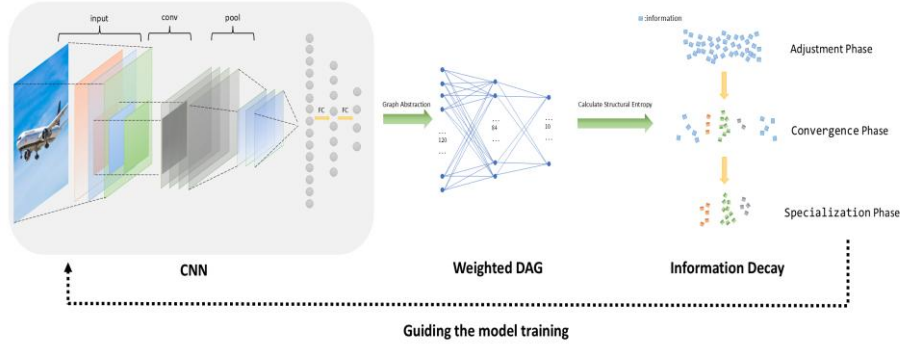 input
conv
pool
FC
FC
CNN
Graph Abstraction
...
...
120
...
84
...
10
Weighted DAG
Calculate Structural Entropy
:information
Adjustment Phase
Convergence Phase
Specialization Phase
Information Decay
Guiding the model training